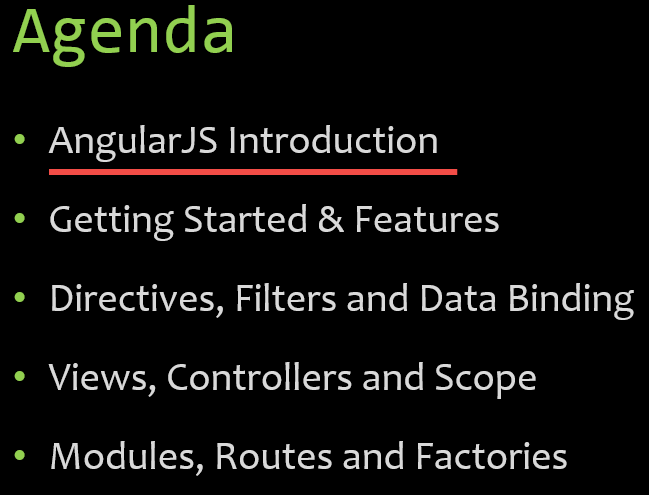 Agenda
• AngularJS Introduction
• Getting Started & Features
• Directives, Filters and Data Binding
• Views, Controllers and Scope
• Modules, Routes and Factories